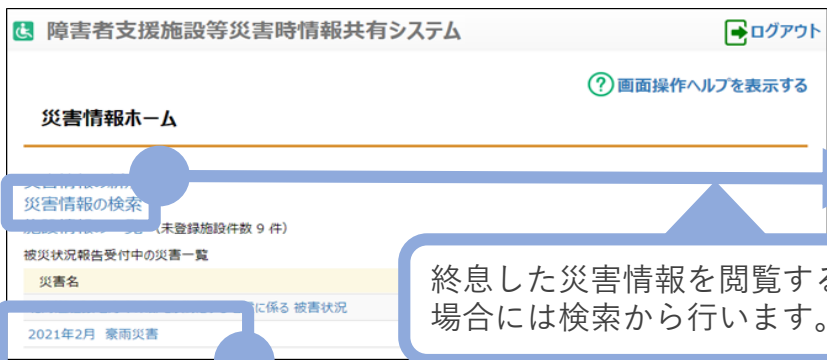 障害者支援施設等災害時情報共有システム
ログアウト
? 画面操作ヘルプを表示する
災害情報ホーム
災害情報の検索
(未登録施設件数 9 件)
被災状況報告受付中の災害一覧
災害名
に係る 被害状況
2021年2月 豪雨災害
終息した災害情報を閲覧する
場合には検索から行います。